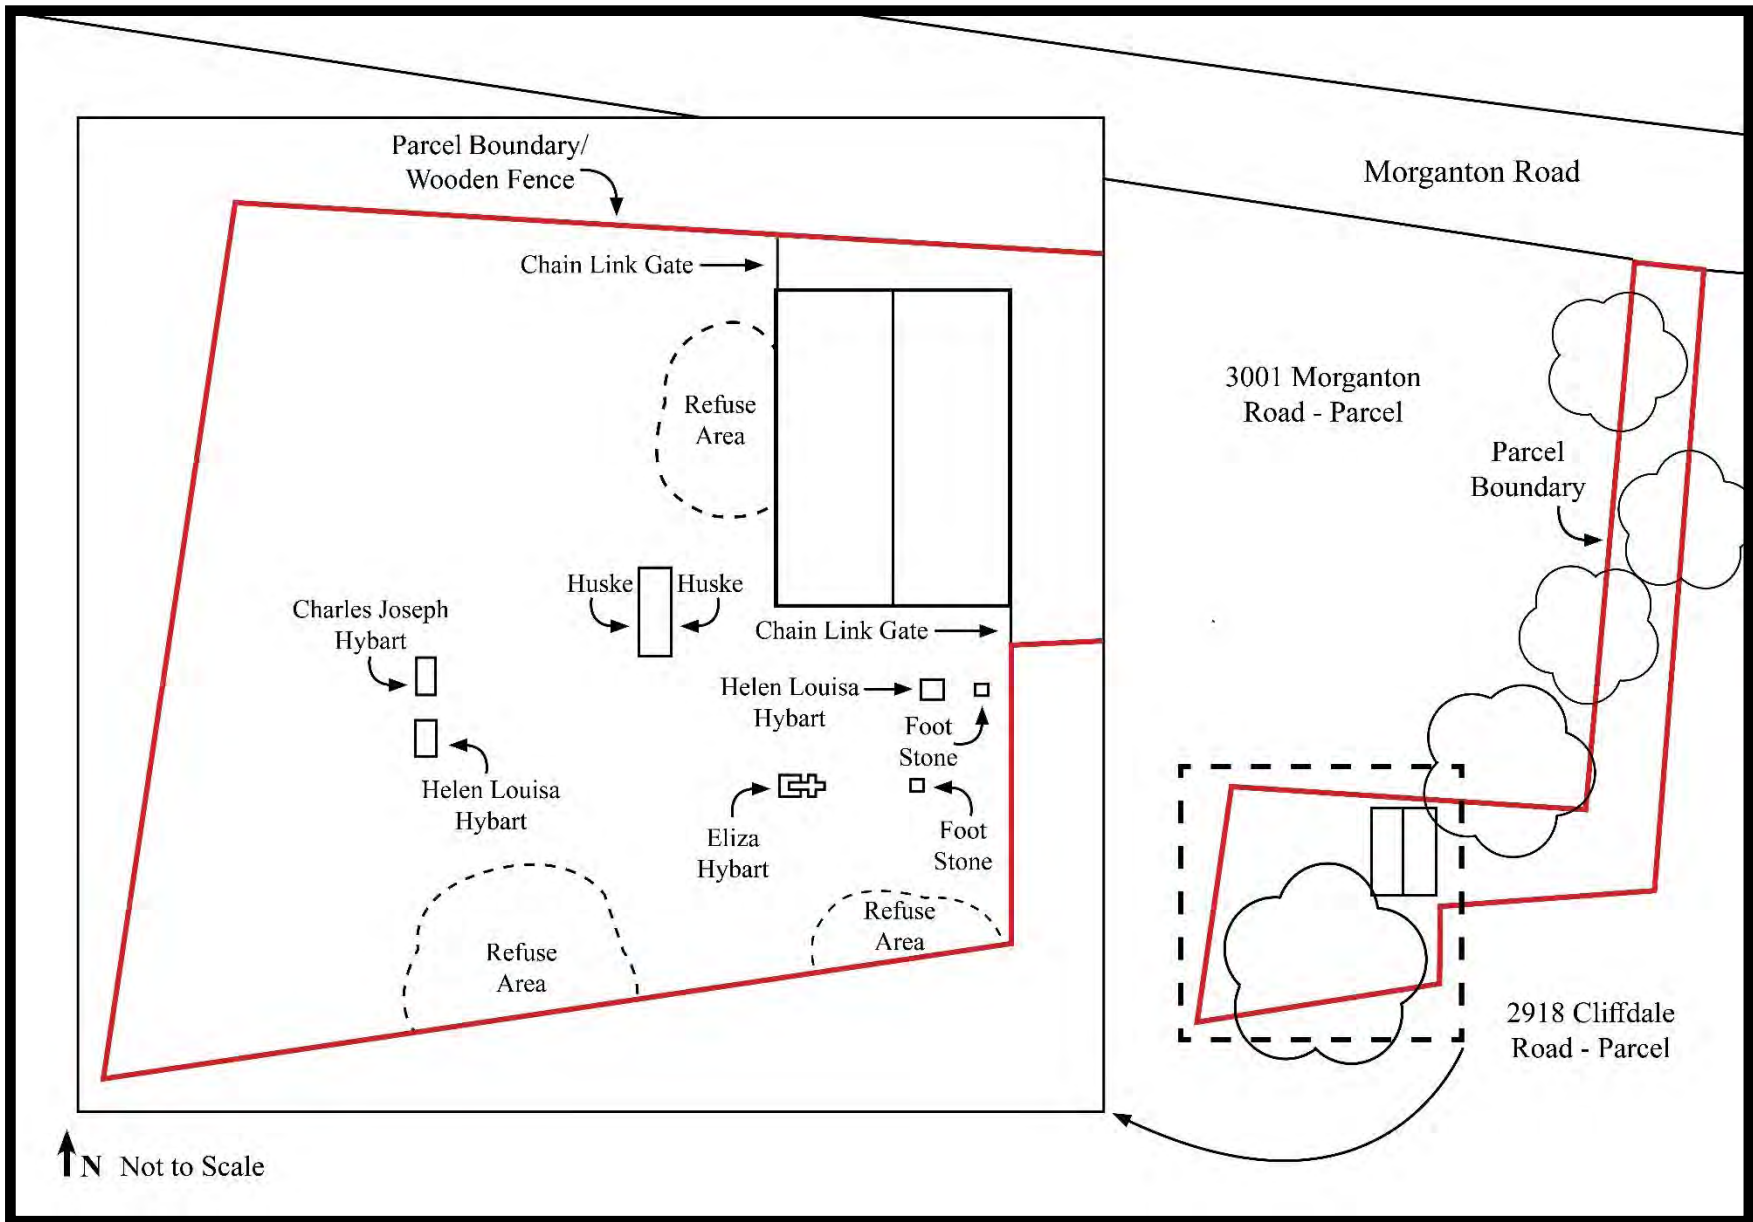 Parcel Boundary/
Wooden Fence
Morganton Road
Chain Link Gate
3001 Morganton
Road - Parcel
Refuse
Area
Parcel
Boundary
Huske
Huske
Charles Joseph
Hybart
Chain Link Gate
Helen Louisa
Hybart
Foot
Stone
Helen Louisa
Hybart
Eliza
Hybart
Foot
Stone
Refuse
Area
Refuse
Area
2918 Cliffdale
Road - Parcel
N Not to Scale